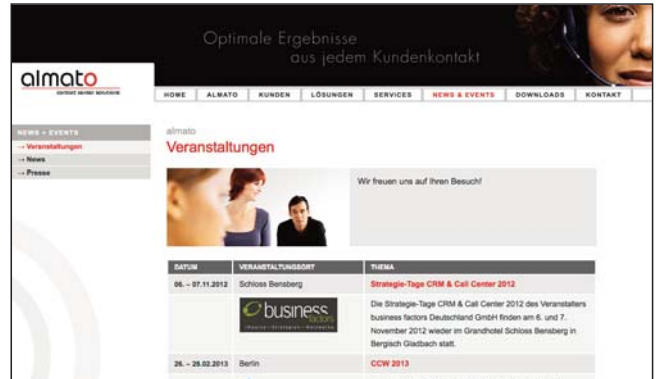 Optimale Ergebnisse
aus jedem Kundenkontakt
almato
contact center solutions
HOME ALMATO KUNDEN LÖSUNGEN SERVICES NEWS & EVENTS DOWNLOADS KONTAKT
NEWS + EVENTS
→ Veranstaltungen
→ News
→ Presse
almato
Veranstaltungen
Wir freuen uns auf Ihren Besuch!
DATUM VERANSTALTUNGSORT THEMA
06. – 07.11.2012 Schloss Bensberg Strategie-Tage CRM & Call Center 2012
business
factors
Die Strategie-Tage CRM & Call Center 2012 des Veranstalters
business factors Deutschland GmbH finden am 6. und 7.
November 2012 wieder im Grandhotel Schloss Bensberg in
Bergisch Gladbach statt.
26. – 28.02.2013 Berlin CCW 2013